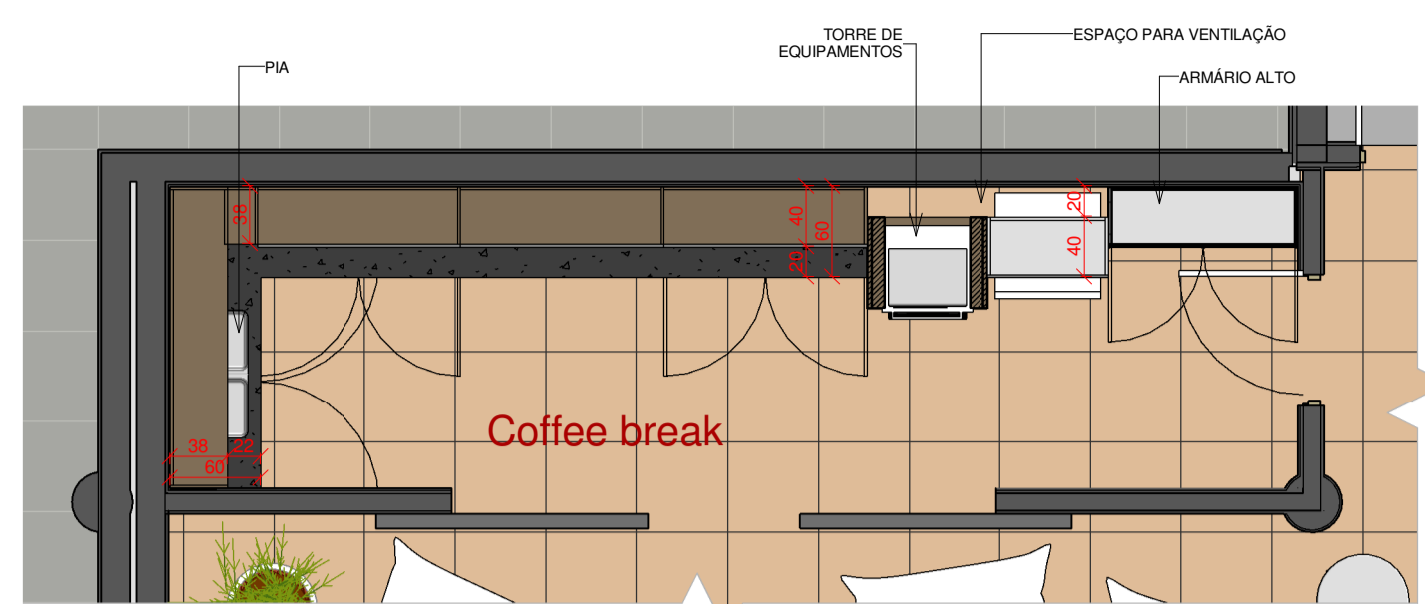 TORRE DE
EQUIPAMENTOS
ESPAÇO PARA VENTILAÇÃO
PIA
ARMÁRIO ALTO
38
40
60
20
20
40
Coffee break
38
22
60